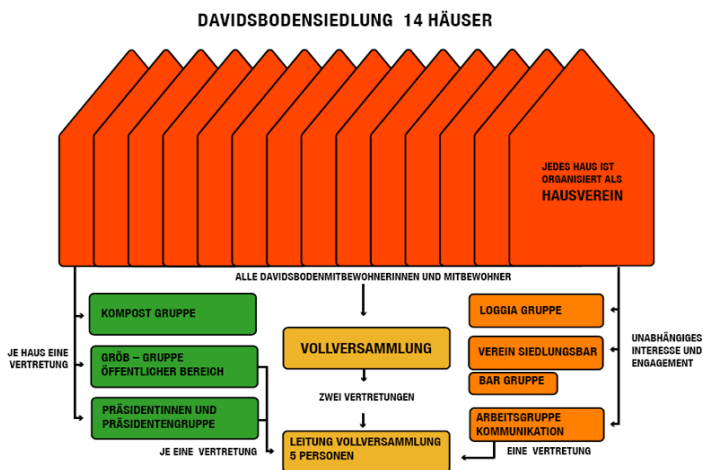 DAVIDSBODENSIEDLUNG 14 HÄUSER
JEDES HAUS IST
ORGANISIERT ALS
HAUSVEREIN
ALLE DAVIDSBODENMITBEWOHNERINNEN UND MITBEWOHNER
KOMPOST GRUPPE
JE HAUS EINE
VERTRETUNG
GRÖB – GRUPPE
ÖFFENTLICHER BEREICH
PRÄSIDENTINNEN UND
PRÄSIDENTENGRUPPE
JE EINE VERTRETUNG
VOLLVERSAMMLUNG
ZWEI VERTRETUNGEN
LEITUNG VOLLVERSAMMLUNG
5 PERSONEN
LOGGIA GRUPPE
VEREIN SIEDLUNGSBAR
BAR GRUPPE
UNABHÄNGIGES
INTERESSE UND
ENGAGEMENT
ARBEITSGRUPPE
KOMMUNIKATION
EINE VERTRETUNG